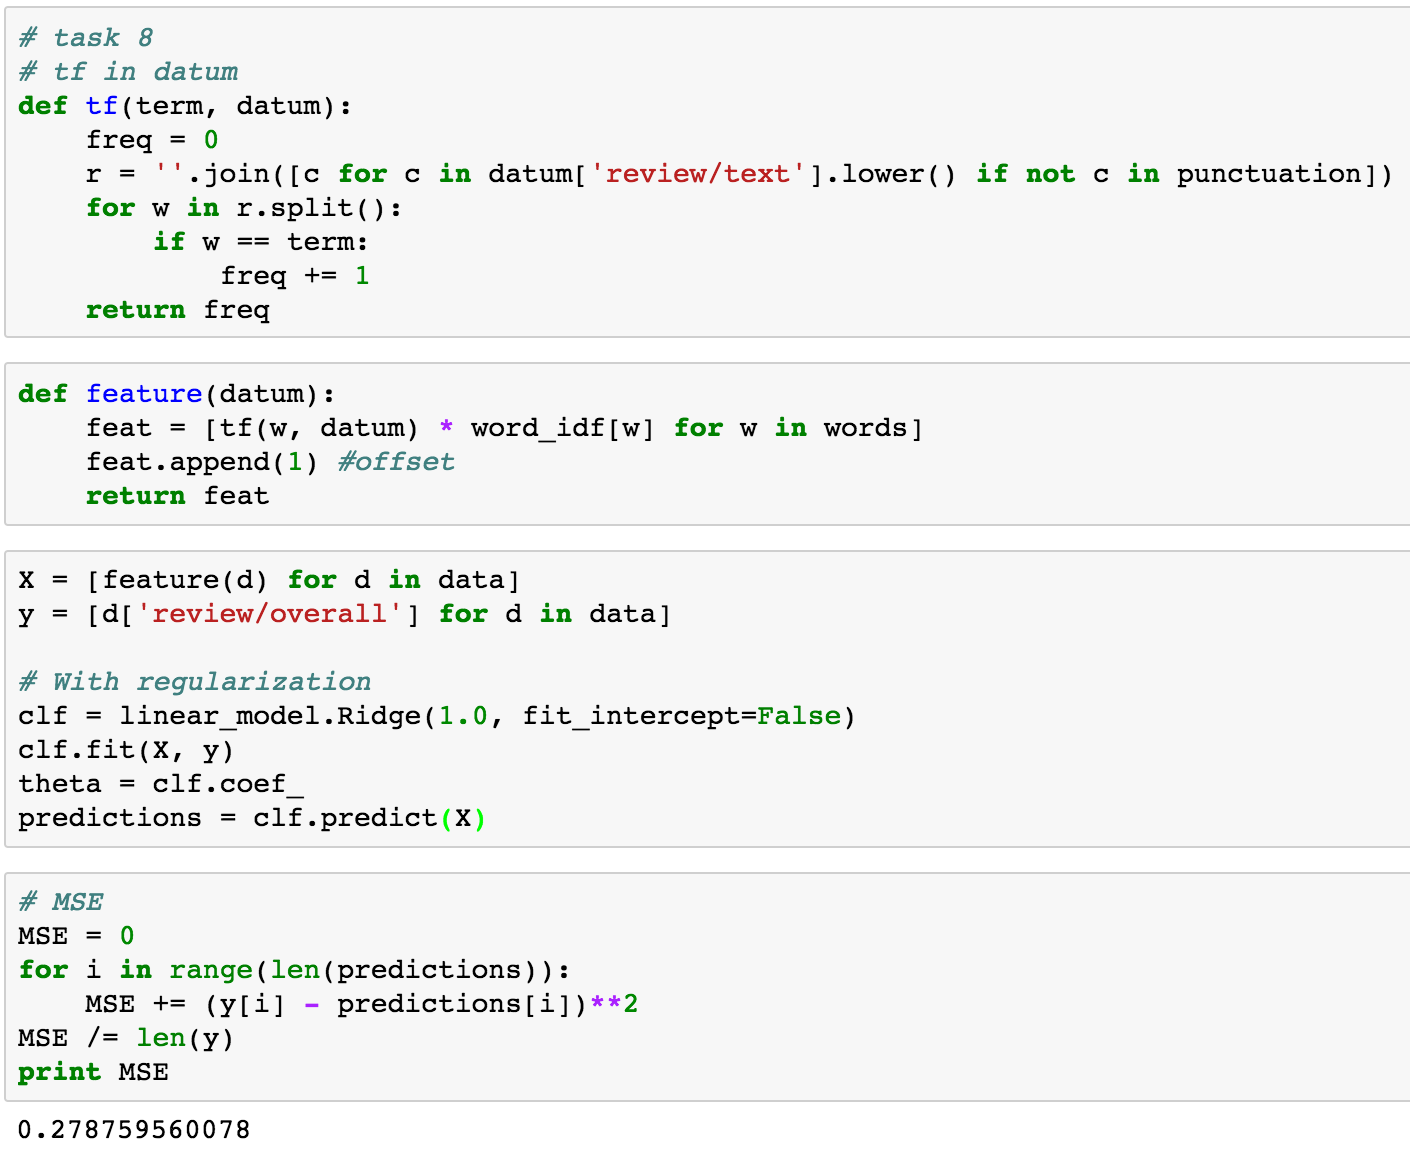 # task 8
# tf in datum
def tf(term, datum):
    freq = 0
    r = ''.join([c for c in datum['review/text'].lower() if not c in punctuation])
    for w in r.split():
        if w == term:
            freq += 1
    return freq
def feature(datum):
    feat = [tf(w, datum) * word_idf[w] for w in words]
    feat.append(1) #offset
    return feat
X = [feature(d) for d in data]
y = [d['review/overall'] for d in data]
# With regularization
clf = linear_model.Ridge(1.0, fit_intercept=False)
clf.fit(X, y)
theta = clf.coef_
predictions = clf.predict(X)
# MSE
MSE = 0
for i in range(len(predictions)):
    MSE += (y[i] - predictions[i])**2
MSE /= len(y)
print MSE
0.278759560078